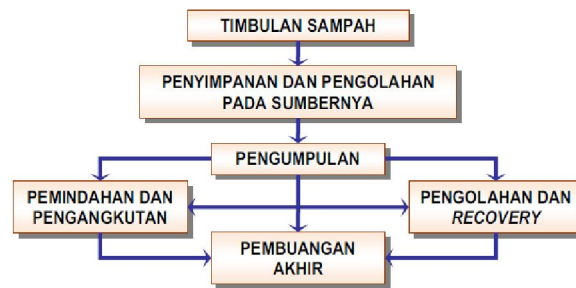 TIMBULAN SAMPAH
PENYIMPANAN DAN PENGOLAHAN
PADA SUMBERNYA
PENGUMPULAN
PEMINDAHAN DAN
PENGANGKUTAN
PENGOLAHAN DAN
RECOVERY
PEMBUANGAN
AKHIR